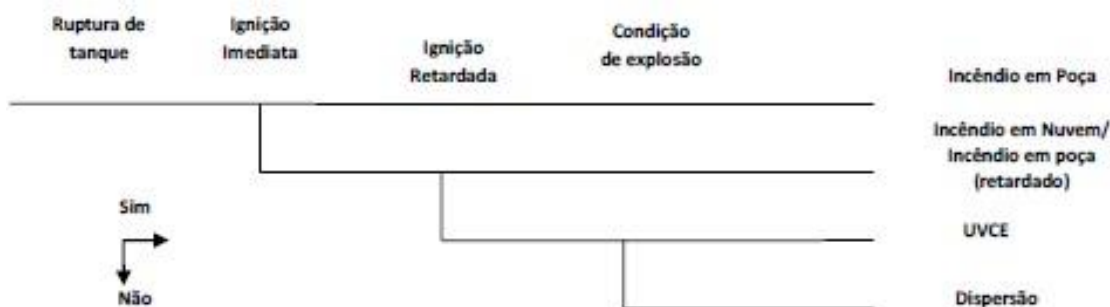 Ruptura de
tanque
Ignição
Imediata
Ignição
Retardada
Condição
de explosão
Incêndio em Poça
Incêndio em Nuvem/
Incêndio em poça
(retardado)
Sim
UVCE
Não
Dispersão